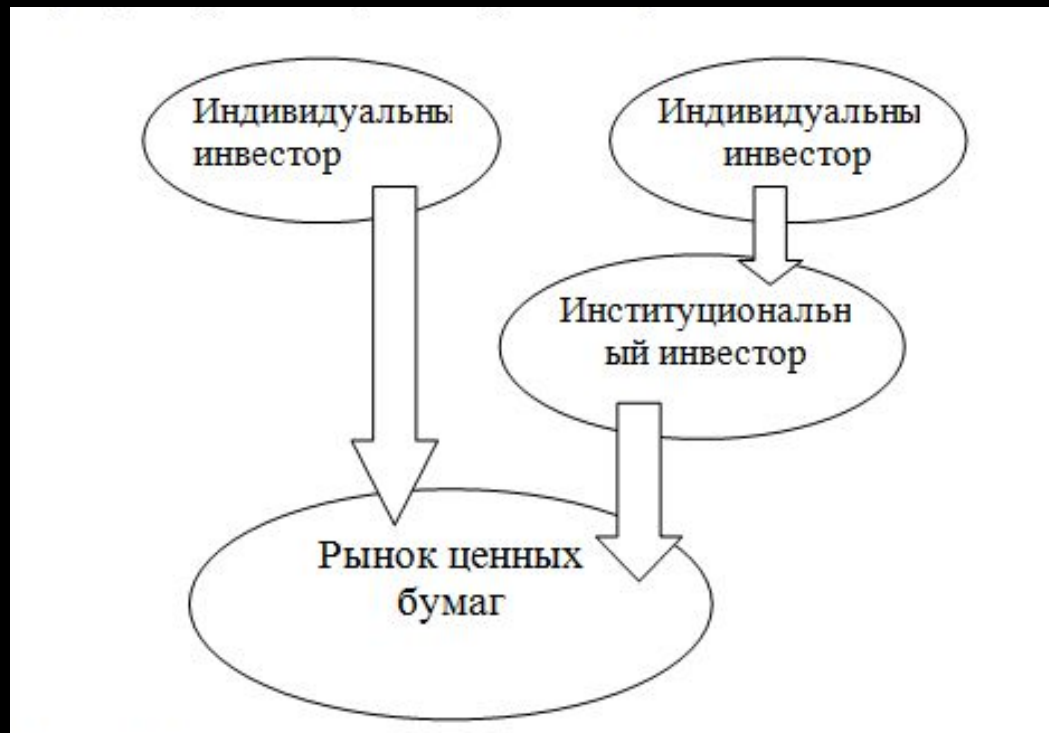 Индивидуальны
инвестор
Индивидуальны
инвестор
Институциональн
ый инвестор
Рынок ценных
бумаг